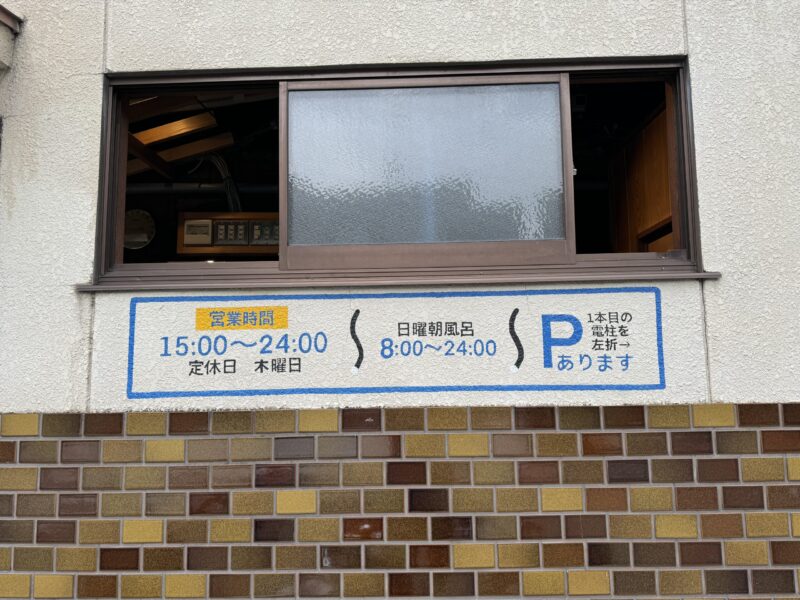 営業時間
15:00〜24:00
定休日 木曜日
日曜朝風呂
8:00〜24:00
P
1本目の
電柱を
左折→
あります